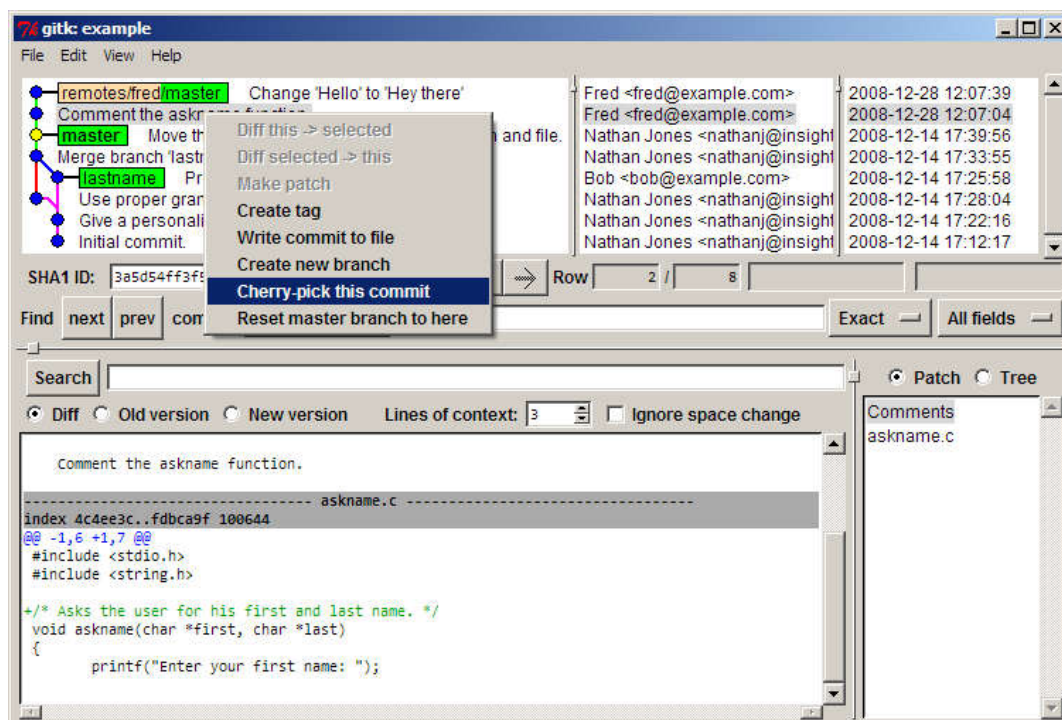 gitk: example
File Edit View Help
remotes/fred/master Change 'Hello' to 'Hey there' Fred <fred@example.com> 2008-12-28 12:07:39
Comment the askname function. Fred <fred@example.com> 2008-12-28 12:07:04
master Move th n and file. Nathan Jones <nathanj@insight 2008-12-14 17:39:56
Merge branch 'lastn Nathan Jones <nathanj@insight 2008-12-14 17:33:55
lastname Pr Bob <bob@example.com> 2008-12-14 17:25:58
Use proper gran Nathan Jones <nathanj@insight 2008-12-14 17:28:04
Give a personali Nathan Jones <nathanj@insight 2008-12-14 17:22:16
Initial commit. Nathan Jones <nathanj@insight 2008-12-14 17:12:17
Diff this -> selected
Diff selected -> this
Make patch
Create tag
Write commit to file
Create new branch
Cherry-pick this commit
Reset master branch to here
SHA1 ID: 3a5d54ff3f5 Row 2 / 8
Find next prev com Exact All fields
Search Patch Tree
Diff Old version New version Lines of context: 3 Ignore space change
Comments
askname.c
Comment the askname function.
---------------------------------- askname.c ----------------------------------
index 4c4ee3c..fdbca9f 100644
@@ -1,6 +1,7 @@
#include <stdio.h>
#include <string.h>
+/* Asks the user for his first and last name. */
void askname(char *first, char *last)
{
printf("Enter your first name: ");